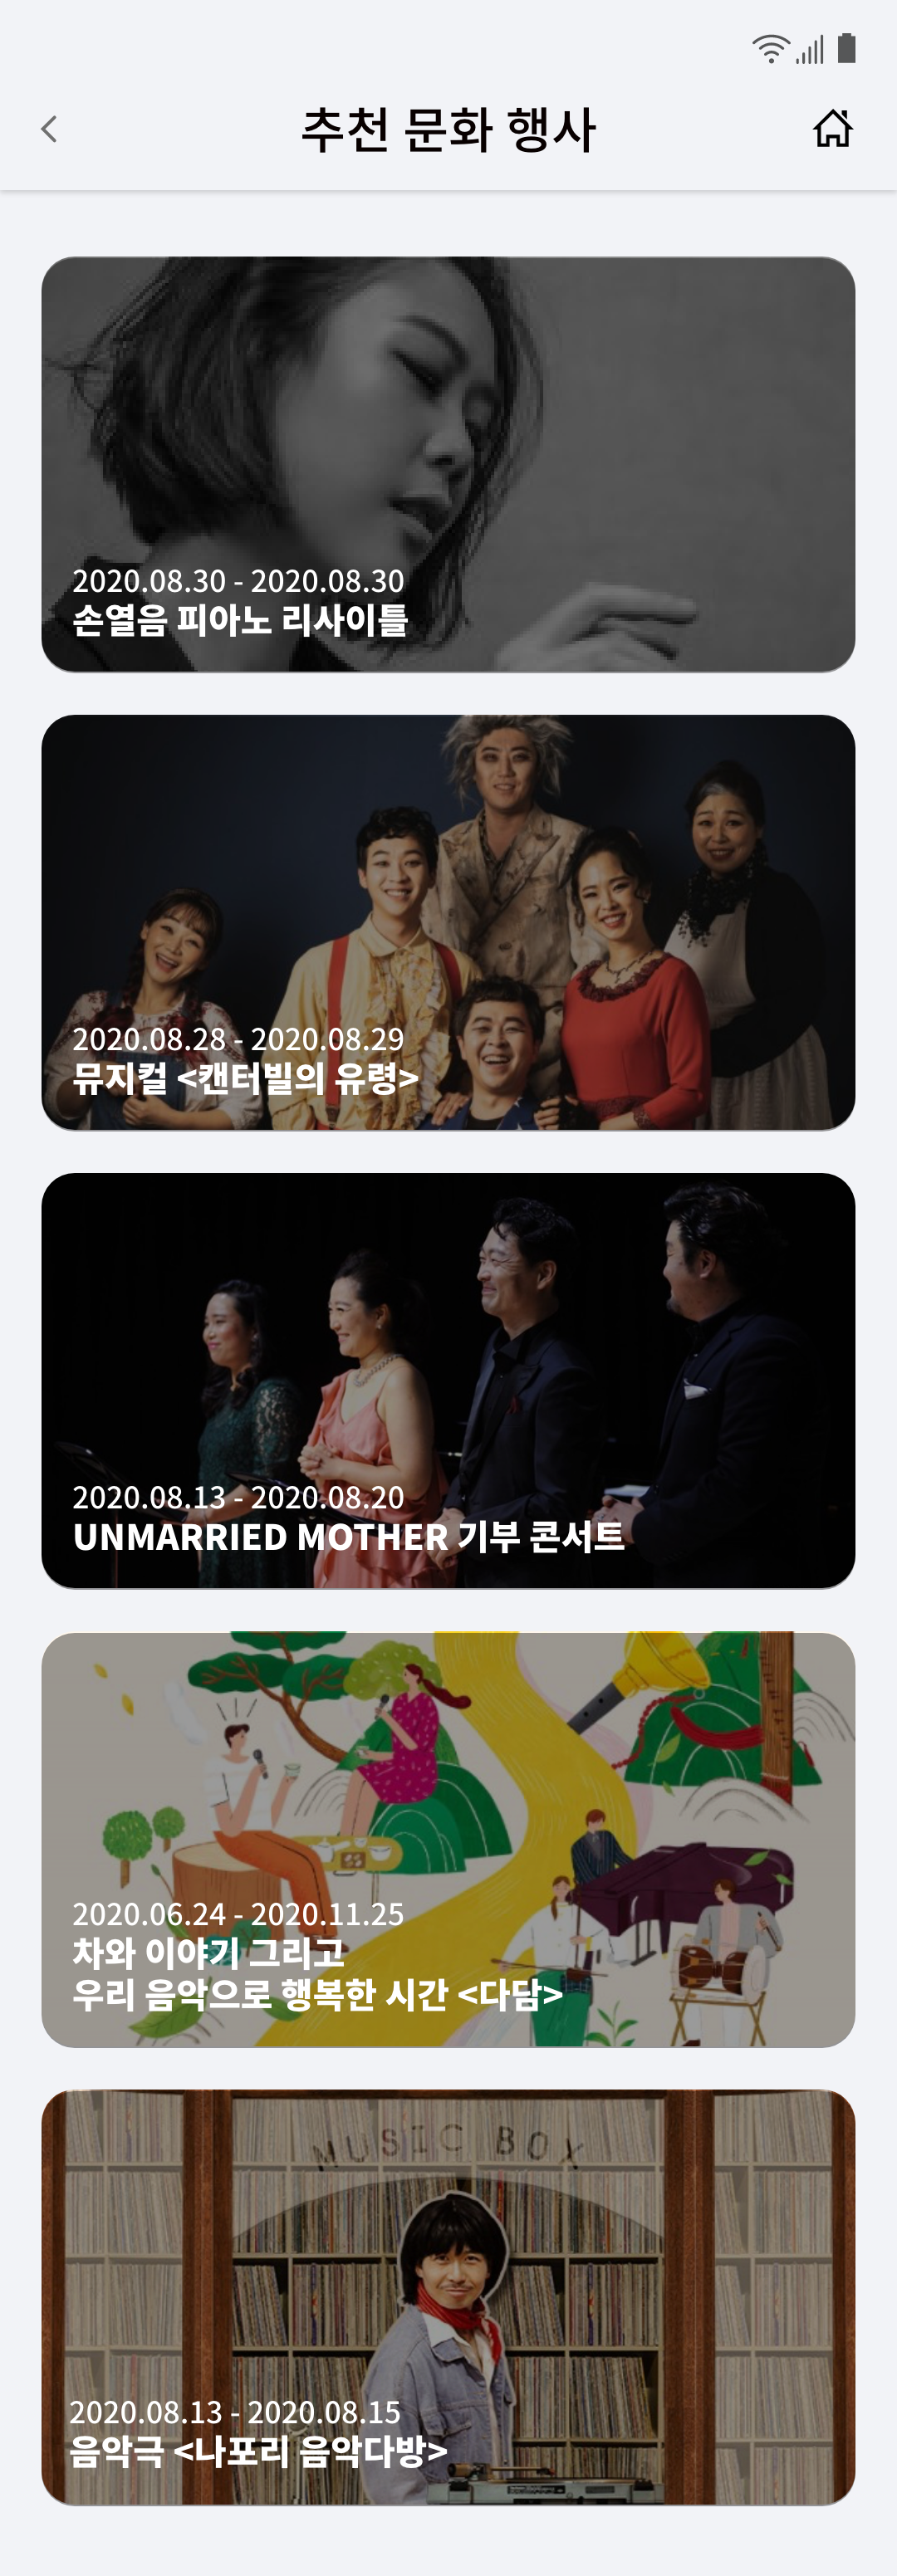 추천 문화 행사
2020.08.30 - 2020.08.30
손열음 피아노 리사이틀
2020.08.28 - 2020.08.29
뮤지컬 <캔터빌의 유령>
2020.08.13 - 2020.08.20
UNMARRIED MOTHER 기부 콘서트
2020.06.24 - 2020.11.25
차와 이야기 그리고
우리 음악으로 행복한 시간 <다담>
MUSIC BOX
2020.08.13 - 2020.08.15
음악극 <나포리 음악다방>